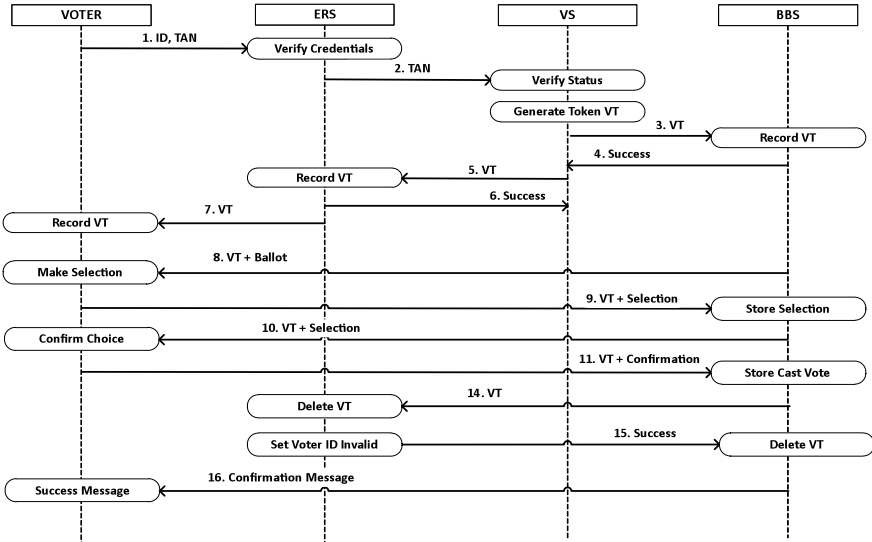 VOTER
ERS
VS
BBS
1. ID, TAN
Verify Credentials
2. TAN
Verify Status
Generate Token VT
3. VT
Record VT
4. Success
5. VT
Record VT
6. Success
7. VT
Record VT
8. VT + Ballot
Make Selection
9. VT + Selection
Store Selection
10. VT + Selection
Confirm Choice
11. VT + Confirmation
Store Cast Vote
14. VT
Delete VT
Set Voter ID Invalid
15. Success
Delete VT
16. Confirmation Message
Success Message